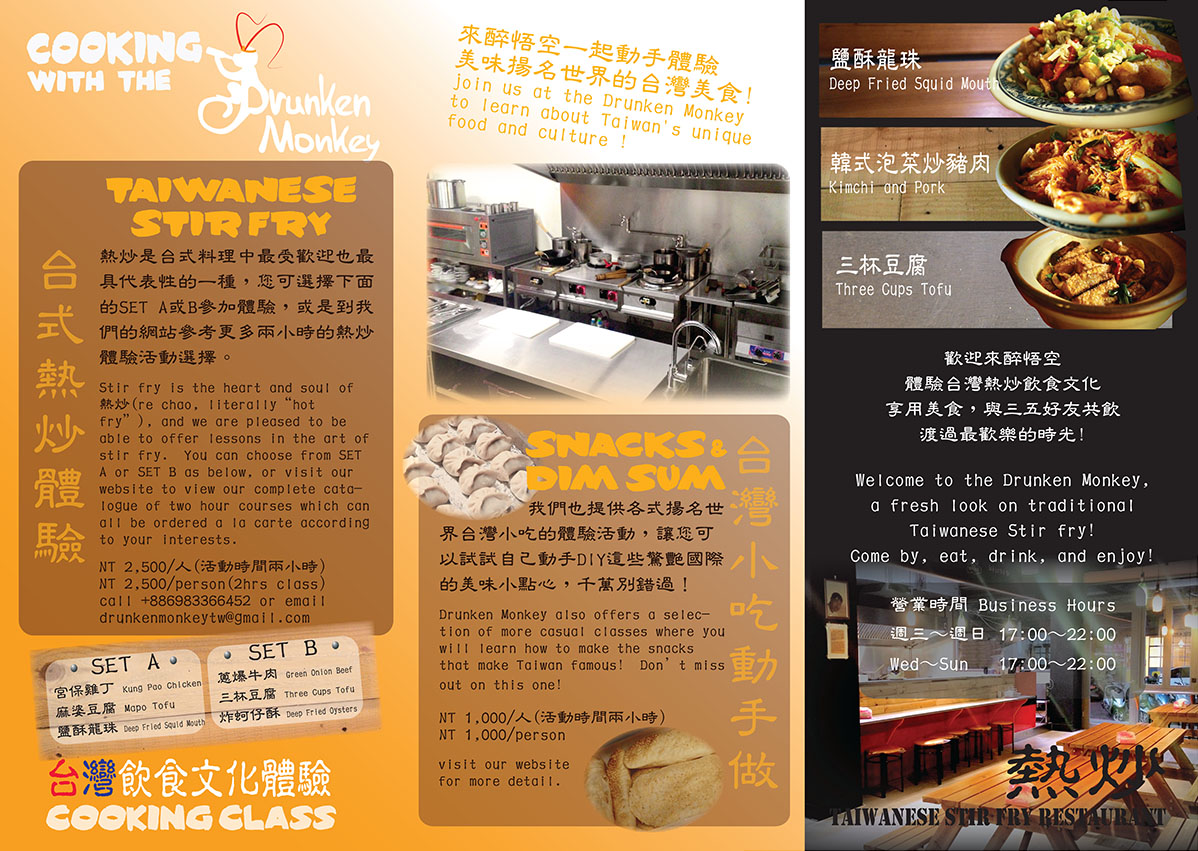 COOKING
WITH THE
Drunken
Monkey
TAIWANESE
STIR FRY
台式熱炒體驗
熱炒是台式料理中最受歡迎也最
具代表性的一種，您可選擇下面
的SET A或B參加體驗，或是到我
們的網站參考更多兩小時的熱炒
體驗活動選擇。
Stir fry is the heart and soul of
熱炒(re chao, literally “hot
fry”), and we are pleased to be
able to offer lessons in the art of
stir fry. You can choose from SET
A or SET B as below, or visit our
website to view our complete cata-
logue of two hour courses which can
all be ordered a la carte according
to your interests.
NT 2,500/人(活動時間兩小時)
NT 2,500/person(2hrs class)
call +886983366452 or email
drunkenmonkeytw@gmail.com
SET A
宮保雞丁 Kung Pao Chicken
麻婆豆腐 Mapo Tofu
鹽酥龍珠 Deep Fried Squid Mouth
SET B
蔥爆牛肉 Green Onion Beef
三杯豆腐 Three Cups Tofu
炸蚵仔酥 Deep Fried Oysters
台灣飲食文化體驗
COOKING CLASS
來醉悟空一起動手體驗
美味揚名世界的台灣美食!
join us at the Drunken Monkey
to learn about Taiwan's unique
food and culture !
SNACKS &
DIM SUM
台灣小吃動手做
我們也提供各式揚名世
界台灣小吃的體驗活動，讓您可
以試試自己動手DIY這些驚艷國際
的美味小點心，千萬別錯過！
Drunken Monkey also offers a selec-
tion of more casual classes where you
will learn how to make the snacks
that make Taiwan famous! Don’t miss
out on this one!
NT 1,000/人(活動時間兩小時)
NT 1,000/person
visit our website
for more detail.
鹽酥龍珠
Deep Fried Squid Mouth
韓式泡菜炒豬肉
Kimchi and Pork
三杯豆腐
Three Cups Tofu
歡迎來醉悟空
體驗台灣熱炒飲食文化
享用美食，與三五好友共飲
渡過最歡樂的時光!
Welcome to the Drunken Monkey,
a fresh look on traditional
Taiwanese Stir fry!
Come by, eat, drink, and enjoy!
營業時間 Business Hours
週三～週日 17:00～22:00
Wed～Sun 17:00～22:00
熱炒
TAIWANESE STIR FRY RESTAURANT